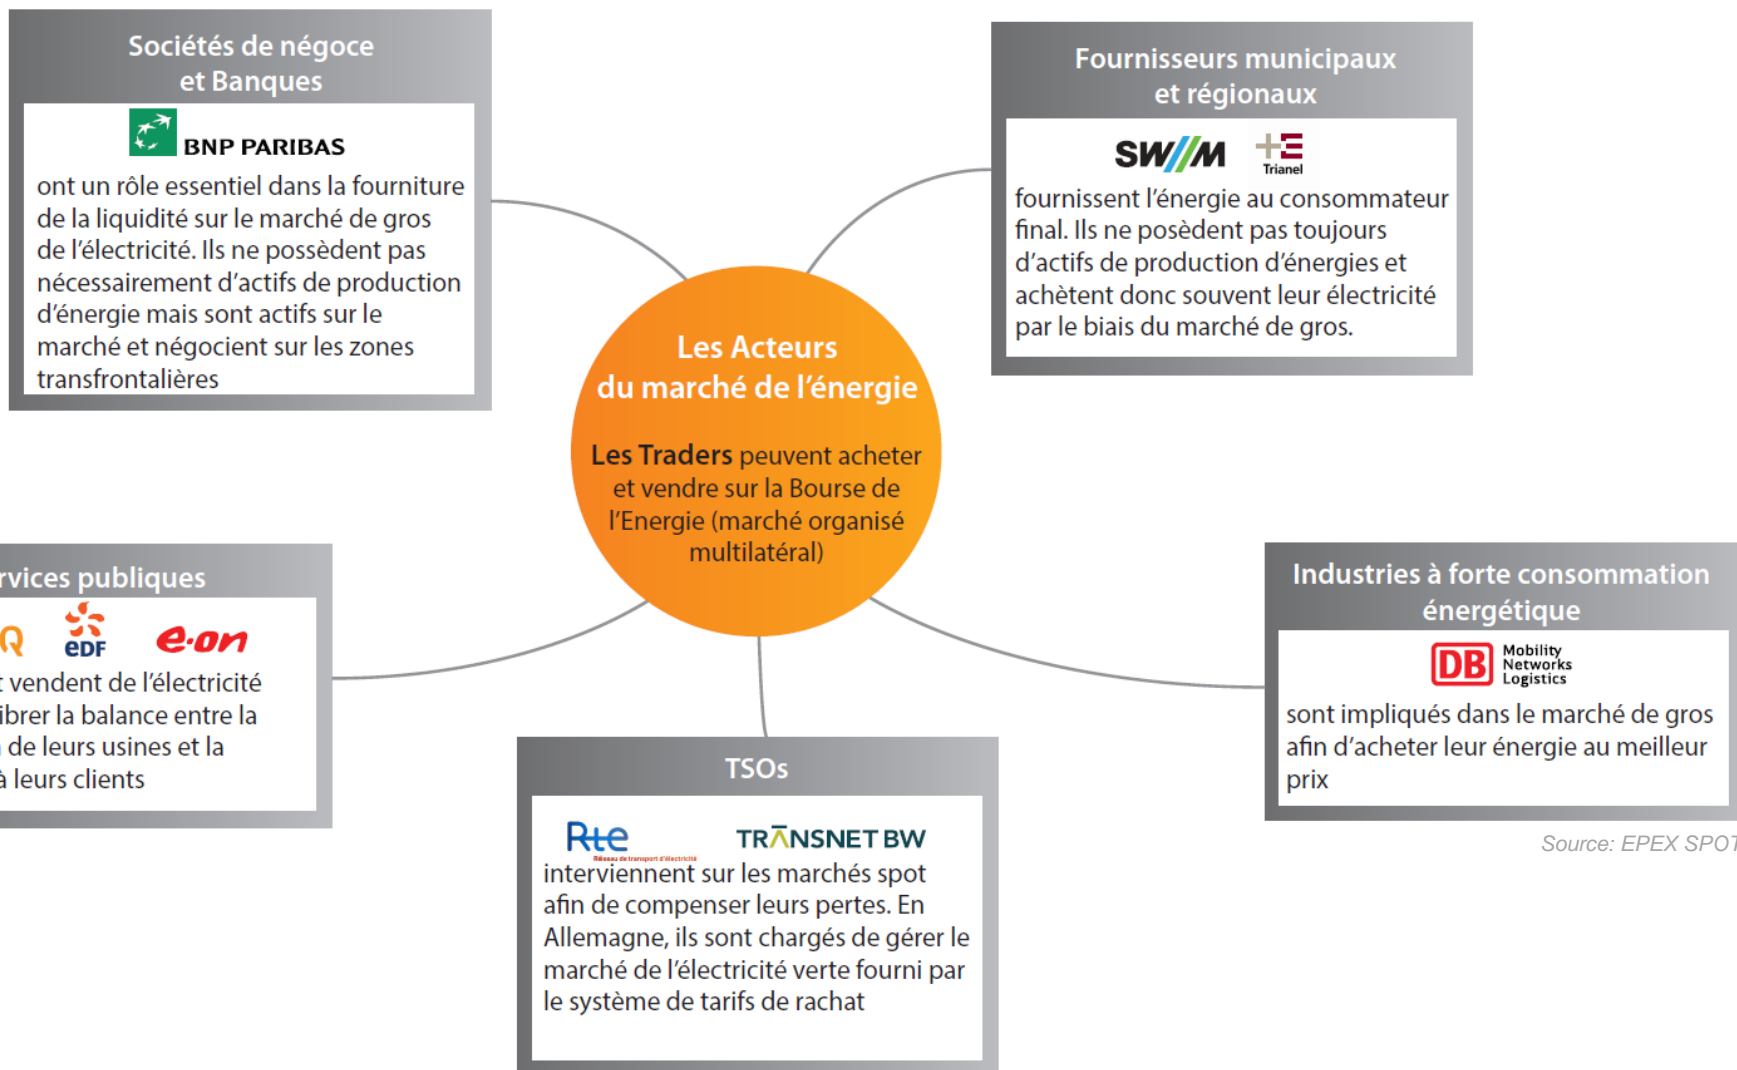 Sociétés de négoce
et Banques
BNP PARIBAS
ont un rôle essentiel dans la fourniture
de la liquidité sur le marché de gros
de l'électricité. Ils ne possèdent pas
nécessairement d'actifs de production
d'énergie mais sont actifs sur le
marché et négocient sur les zones
transfrontalières
Fournisseurs municipaux
et régionaux
SW//M
Trianel
fournissent l'énergie au consommateur
final. Ils ne posèdent pas toujours
d'actifs de production d'énergies et
achètent donc souvent leur électricité
par le biais du marché de gros.
Les Acteurs
du marché de l'énergie
Les Traders peuvent acheter
et vendre sur la Bourse de
l'Energie (marché organisé
multilatéral)
rvices publiques
Q
eDF
e·on
t vendent de l'électricité
ibrer la balance entre la
de leurs usines et la
à leurs clients
TSOs
Rte
Réseau de transport d'électricité
TRANSNET BW
interviennent sur les marchés spot
afin de compenser leurs pertes. En
Allemagne, ils sont chargés de gérer le
marché de l'électricité verte fourni par
le système de tarifs de rachat
Industries à forte consommation
énergétique
DB
Mobility
Networks
Logistics
sont impliqués dans le marché de gros
afin d'acheter leur énergie au meilleur
prix
Source: EPEX SPOT